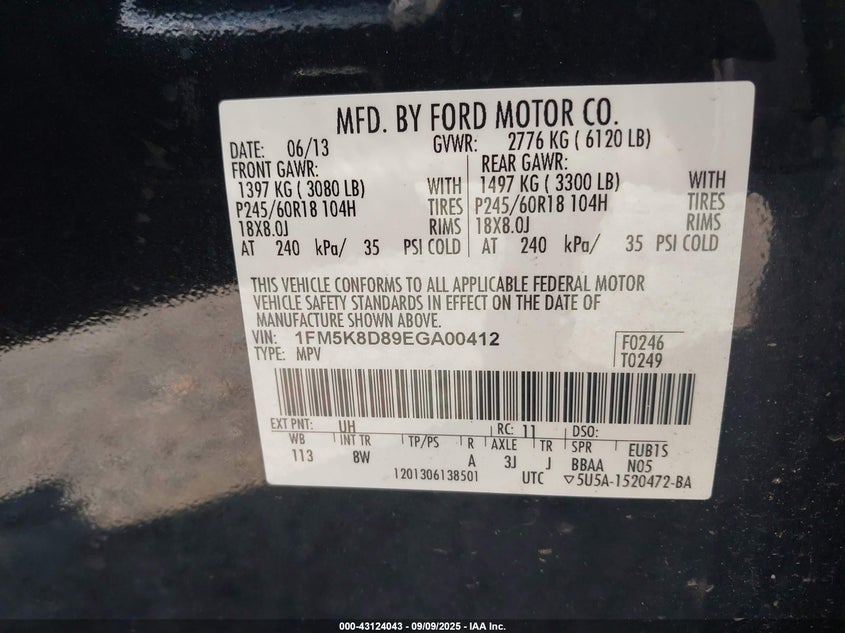 MFD. BY FORD MOTOR CO.
DATE: 06/13 GVWR: 2776 KG ( 6120 LB)
FRONT GAWR: REAR GAWR:
1397 KG ( 3080 LB) WITH 1497 KG ( 3300 LB) WITH
P245/60R18 104H TIRES P245/60R18 104H TIRES
18X8.0J RIMS 18X8.0J RIMS
AT 240 kPa/ 35 PSI COLD AT 240 kPa/ 35 PSI COLD
THIS VEHICLE CONFORMS TO ALL APPLICABLE FEDERAL MOTOR
VEHICLE SAFETY STANDARDS IN EFFECT ON THE DATE OF
MANUFACTURE SHOWN ABOVE.
VIN: 1FM5K8D89EGA00412 F0246
TYPE: MPV T0249
EXT PNT: UH RC: 11 DSO:
WB INT TR TP/PS R AXLE TR SPR EUB1S
113 8W A 3J J BBAA N05
1201306138501 UTC ▽5U5A-1520472-BA
000-43124043 - 09/09/2025 - IAA Inc.